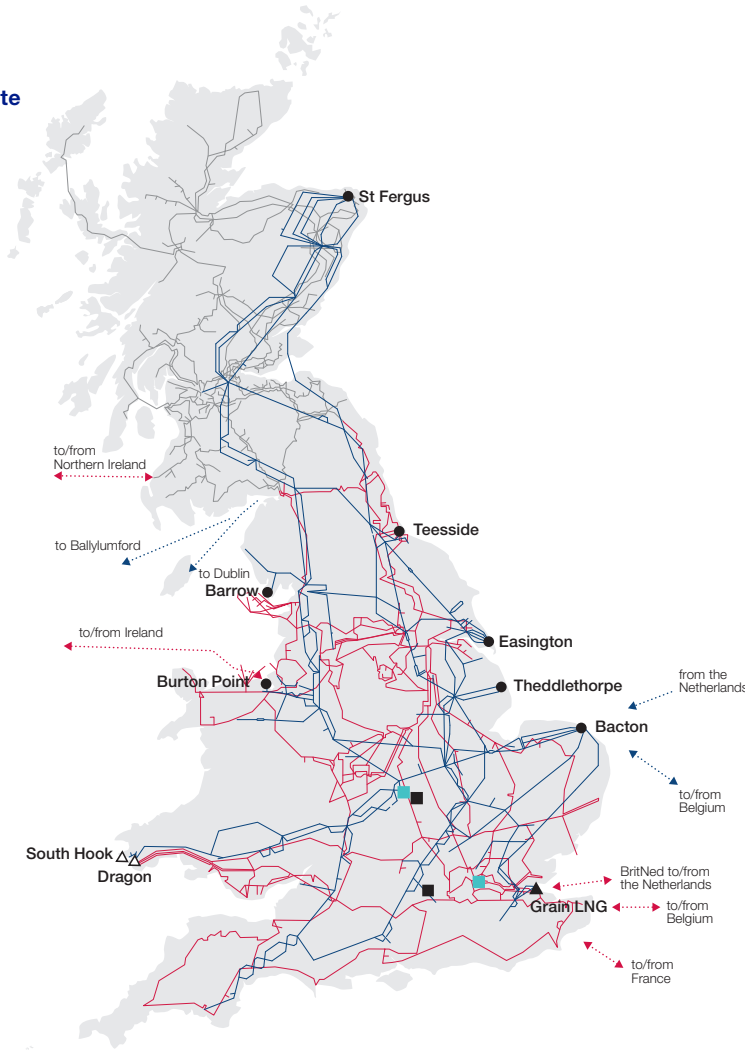 te
St Fergus
to/from
Northern Ireland
Teesside
to Ballylumford
to Dublin
Barrow
to/from Ireland
Easington
Burton Point
Theddlethorpe
from the
Netherlands
Bacton
to/from
Belgium
South Hook
Dragon
BritNed to/from
the Netherlands
Grain LNG
to/from
Belgium
to/from
France